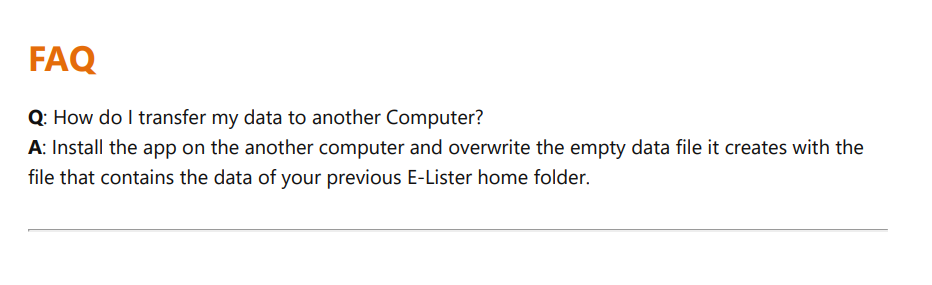 FAQ
Q: How do I transfer my data to another Computer?
A: Install the app on the another computer and overwrite the empty data file it creates with the
file that contains the data of your previous E-Lister home folder.